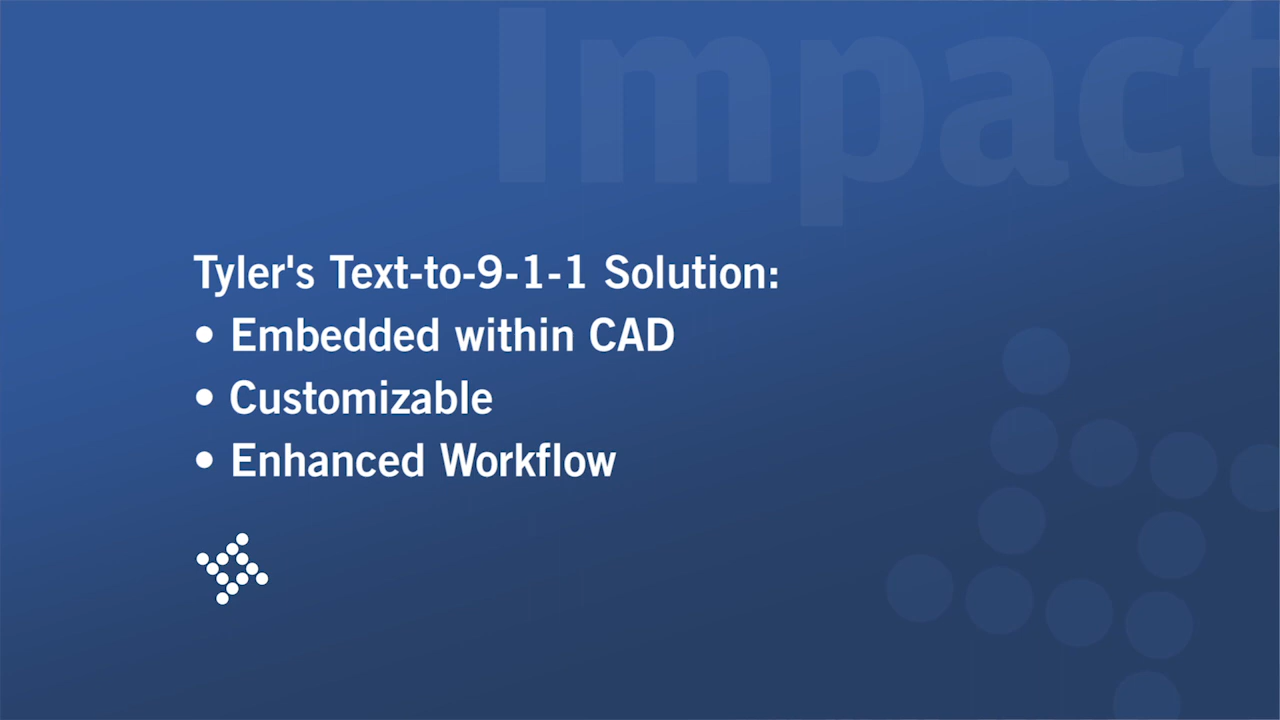 Impact
Tyler's Text-to-9-1-1 Solution:
• Embedded within CAD
• Customizable
• Enhanced Workflow